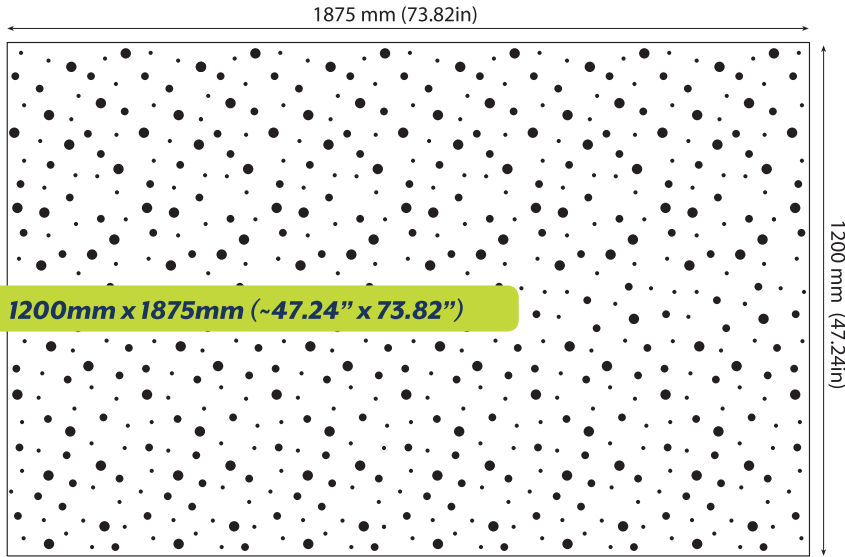 1875 mm (73.82in)
1200mm x 1875mm (~47.24” x 73.82”)
1200 mm (47.24in)